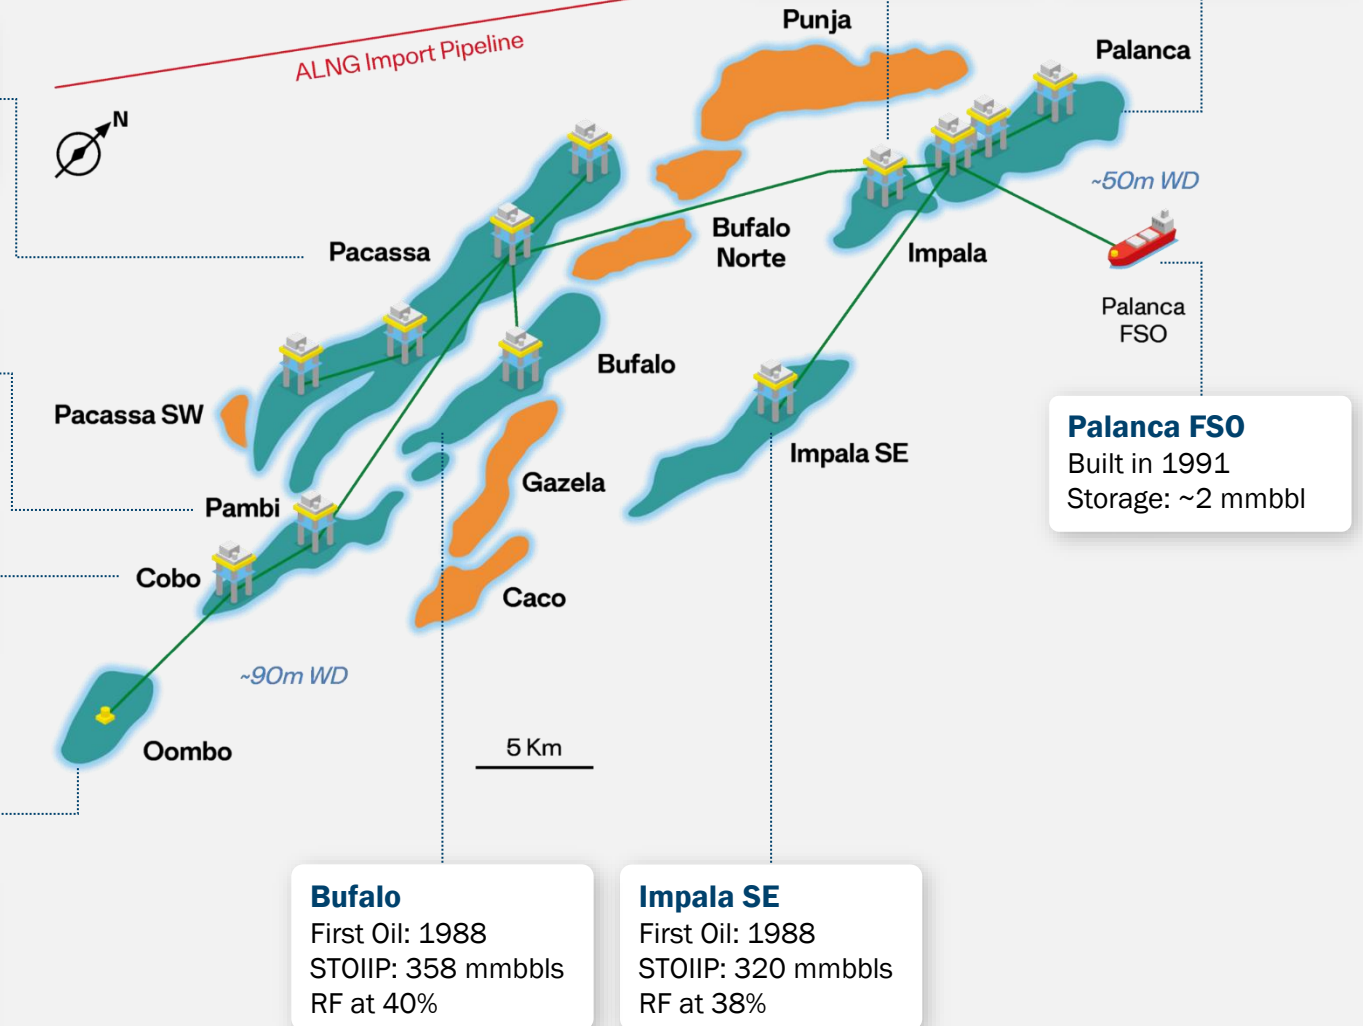 Punja
Palanca
ALNG Import Pipeline
N
~50m WD
Pacassa
Bufalo
Norte
Impala
Palanca
FSO
Bufalo
Pacassa SW
Impala SE
Palanca FSO
Built in 1991
Storage: ~2 mmbbl
Gazela
Pambi
Cobo
Caco
~90m WD
Oombo
5 Km
Bufalo
First Oil: 1988
STOIIP: 358 mmbbls
RF at 40%
Impala SE
First Oil: 1988
STOIIP: 320 mmbbls
RF at 38%